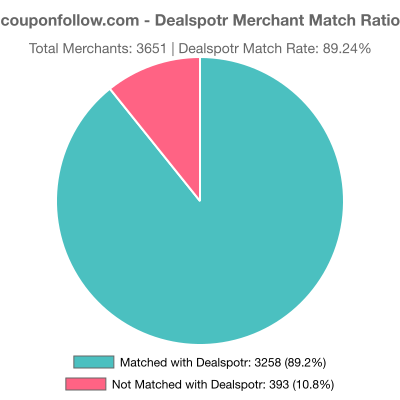 couponfollow.com - Dealspotr Merchant Match Ratio
Total Merchants: 3651 | Dealspotr Match Rate: 89.24%
Matched with Dealspotr: 3258 (89.2%)
Not Matched with Dealspotr: 393 (10.8%)